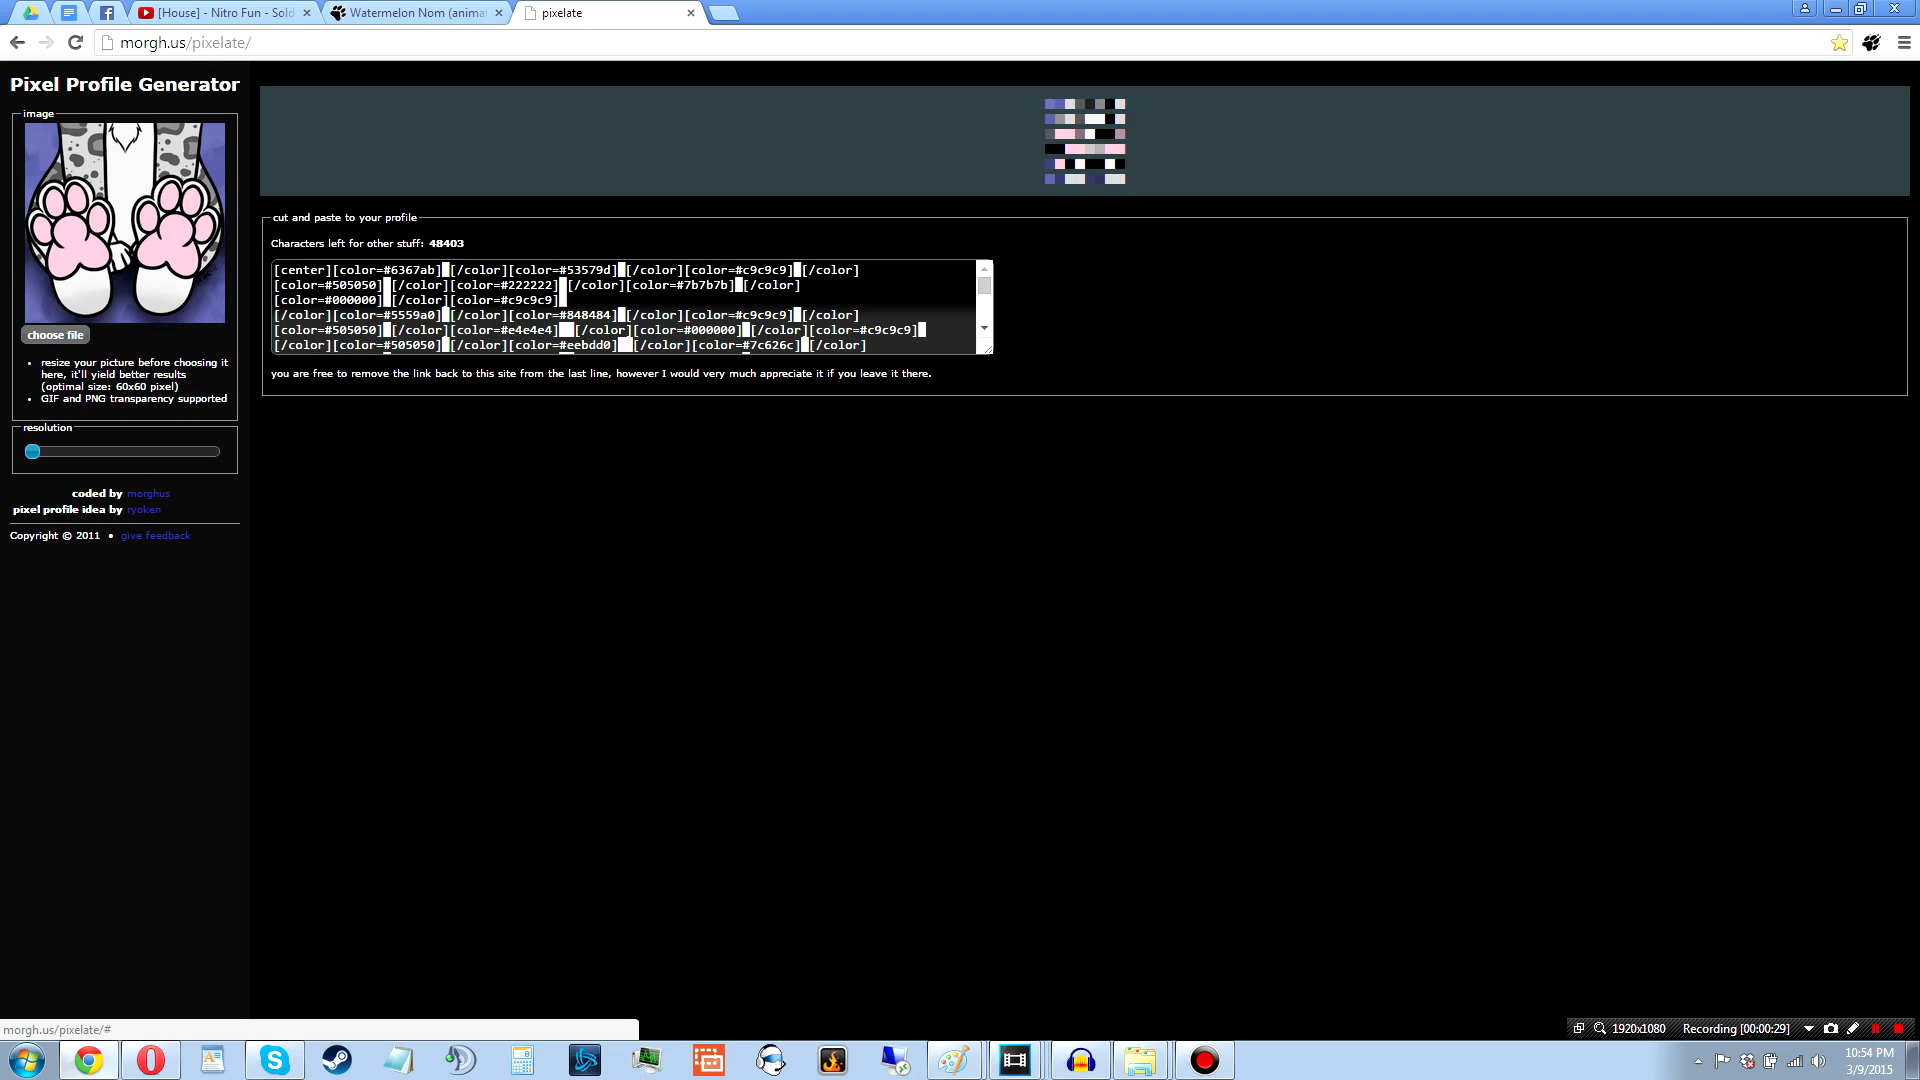 [House] - Nitro Fun - Sold
Watermelon Nom (animat
pixelate
morgh.us/pixelate/
Pixel Profile Generator
image
choose file
• resize your picture before choosing it
here, it'll yield better results
(optimal size: 60x60 pixel)
• GIF and PNG transparency supported
resolution
coded by morghus
pixel profile idea by ryoken
Copyright © 2011 • give feedback
cut and paste to your profile
Characters left for other stuff: 48403
[center][color=#6367ab]█[/color][color=#53579d]█[/color][color=#c9c9c9]█[/color]
[color=#505050]█[/color][color=#222222]█[/color][color=#7b7b7b]█[/color]
[color=#000000]█[/color][color=#c9c9c9]█
[/color][color=#5559a0]█[/color][color=#848484]█[/color][color=#c9c9c9]█[/color]
[color=#505050]█[/color][color=#e4e4e4]██[/color][color=#000000]█[/color][color=#c9c9c9]█
[/color][color=#505050]█[/color][color=#eebdd0]██[/color][color=#7c626c]█[/color]
you are free to remove the link back to this site from the last line, however I would very much appreciate it if you leave it there.
morgh.us/pixelate/#
1920x1080 Recording [00:00:29]
10:54 PM
3/9/2015